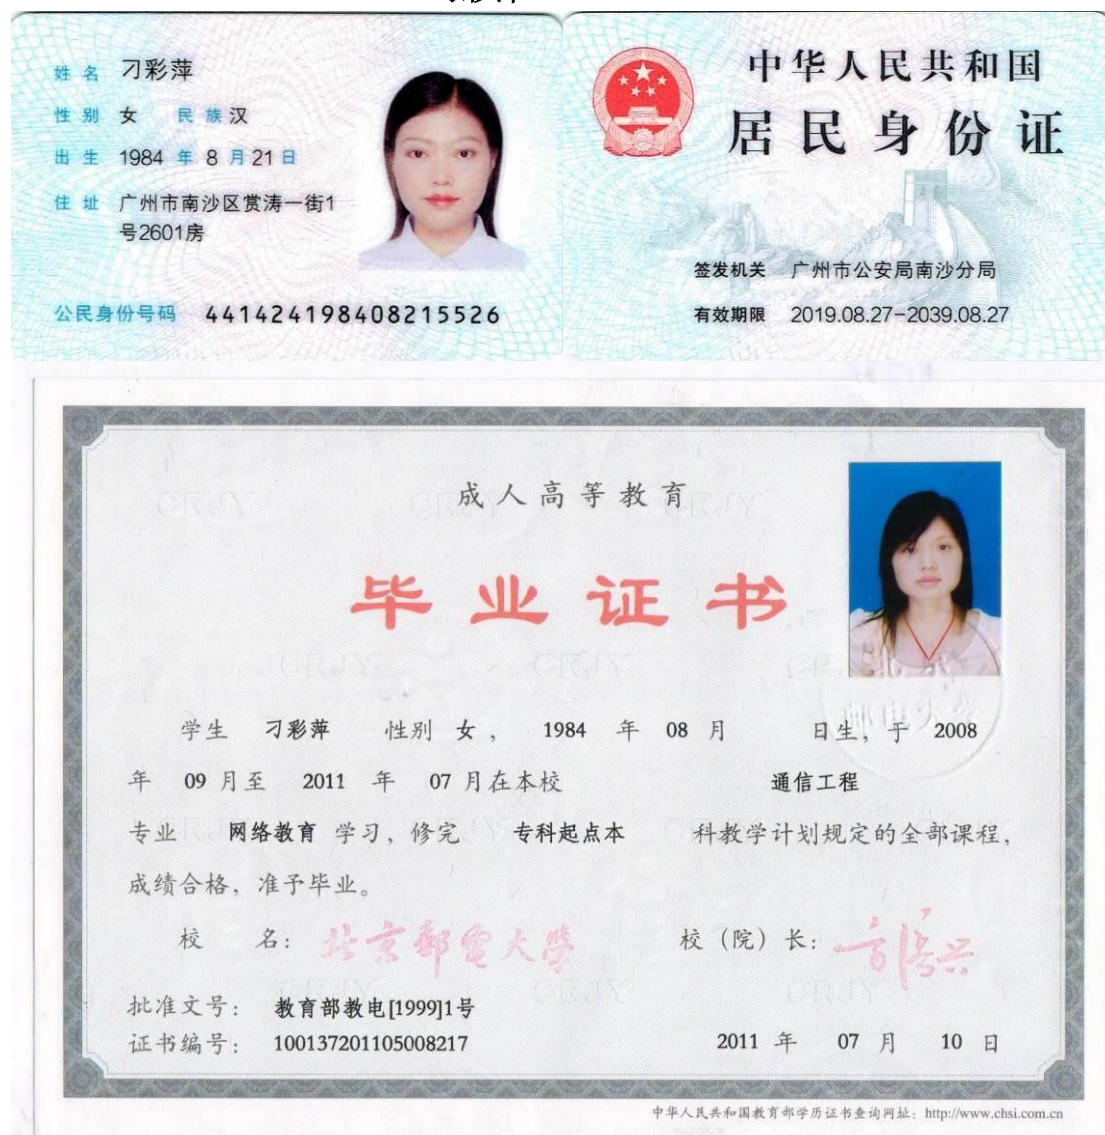 姓名 刁彩萍
性别 女 民族 汉
出生 1984 年 8 月 21 日
住址 广州市南沙区赏涛一街1
号2601房
公民身份号码 441424198408215526
中华人民共和国
居民身份证
签发机关 广州市公安局南沙分局
有效期限 2019.08.27-2039.08.27
成人高等教育
毕业证书
学生 刁彩萍 性别 女， 1984 年 08 月 日生，于 2008
年 09 月至 2011 年 07 月在本校 通信工程
专业 网络教育 学习，修完 专科起点本 科教学计划规定的全部课程，
成绩合格，准予毕业。
校 名： 北京郵電大學 校（院）长： 方滨兴
批准文号： 教育部教电[1999]1号
证书编号： 100137201105008217 2011 年 07 月 10 日
中华人民共和国教育部学历证书查询网址：http://www.chsi.com.cn